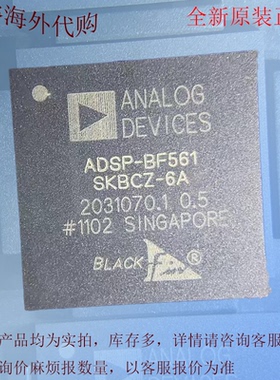 海外代购
全新原装正
ANALOG
DEVICES
ADSP-BF561
SKBCZ-6A
2031070.1 0.5
#1102 SINGAPORE
BLACKfin®
产品均为实拍，库存多，详情请咨询客服
询价麻烦报数量，以客服报价为准